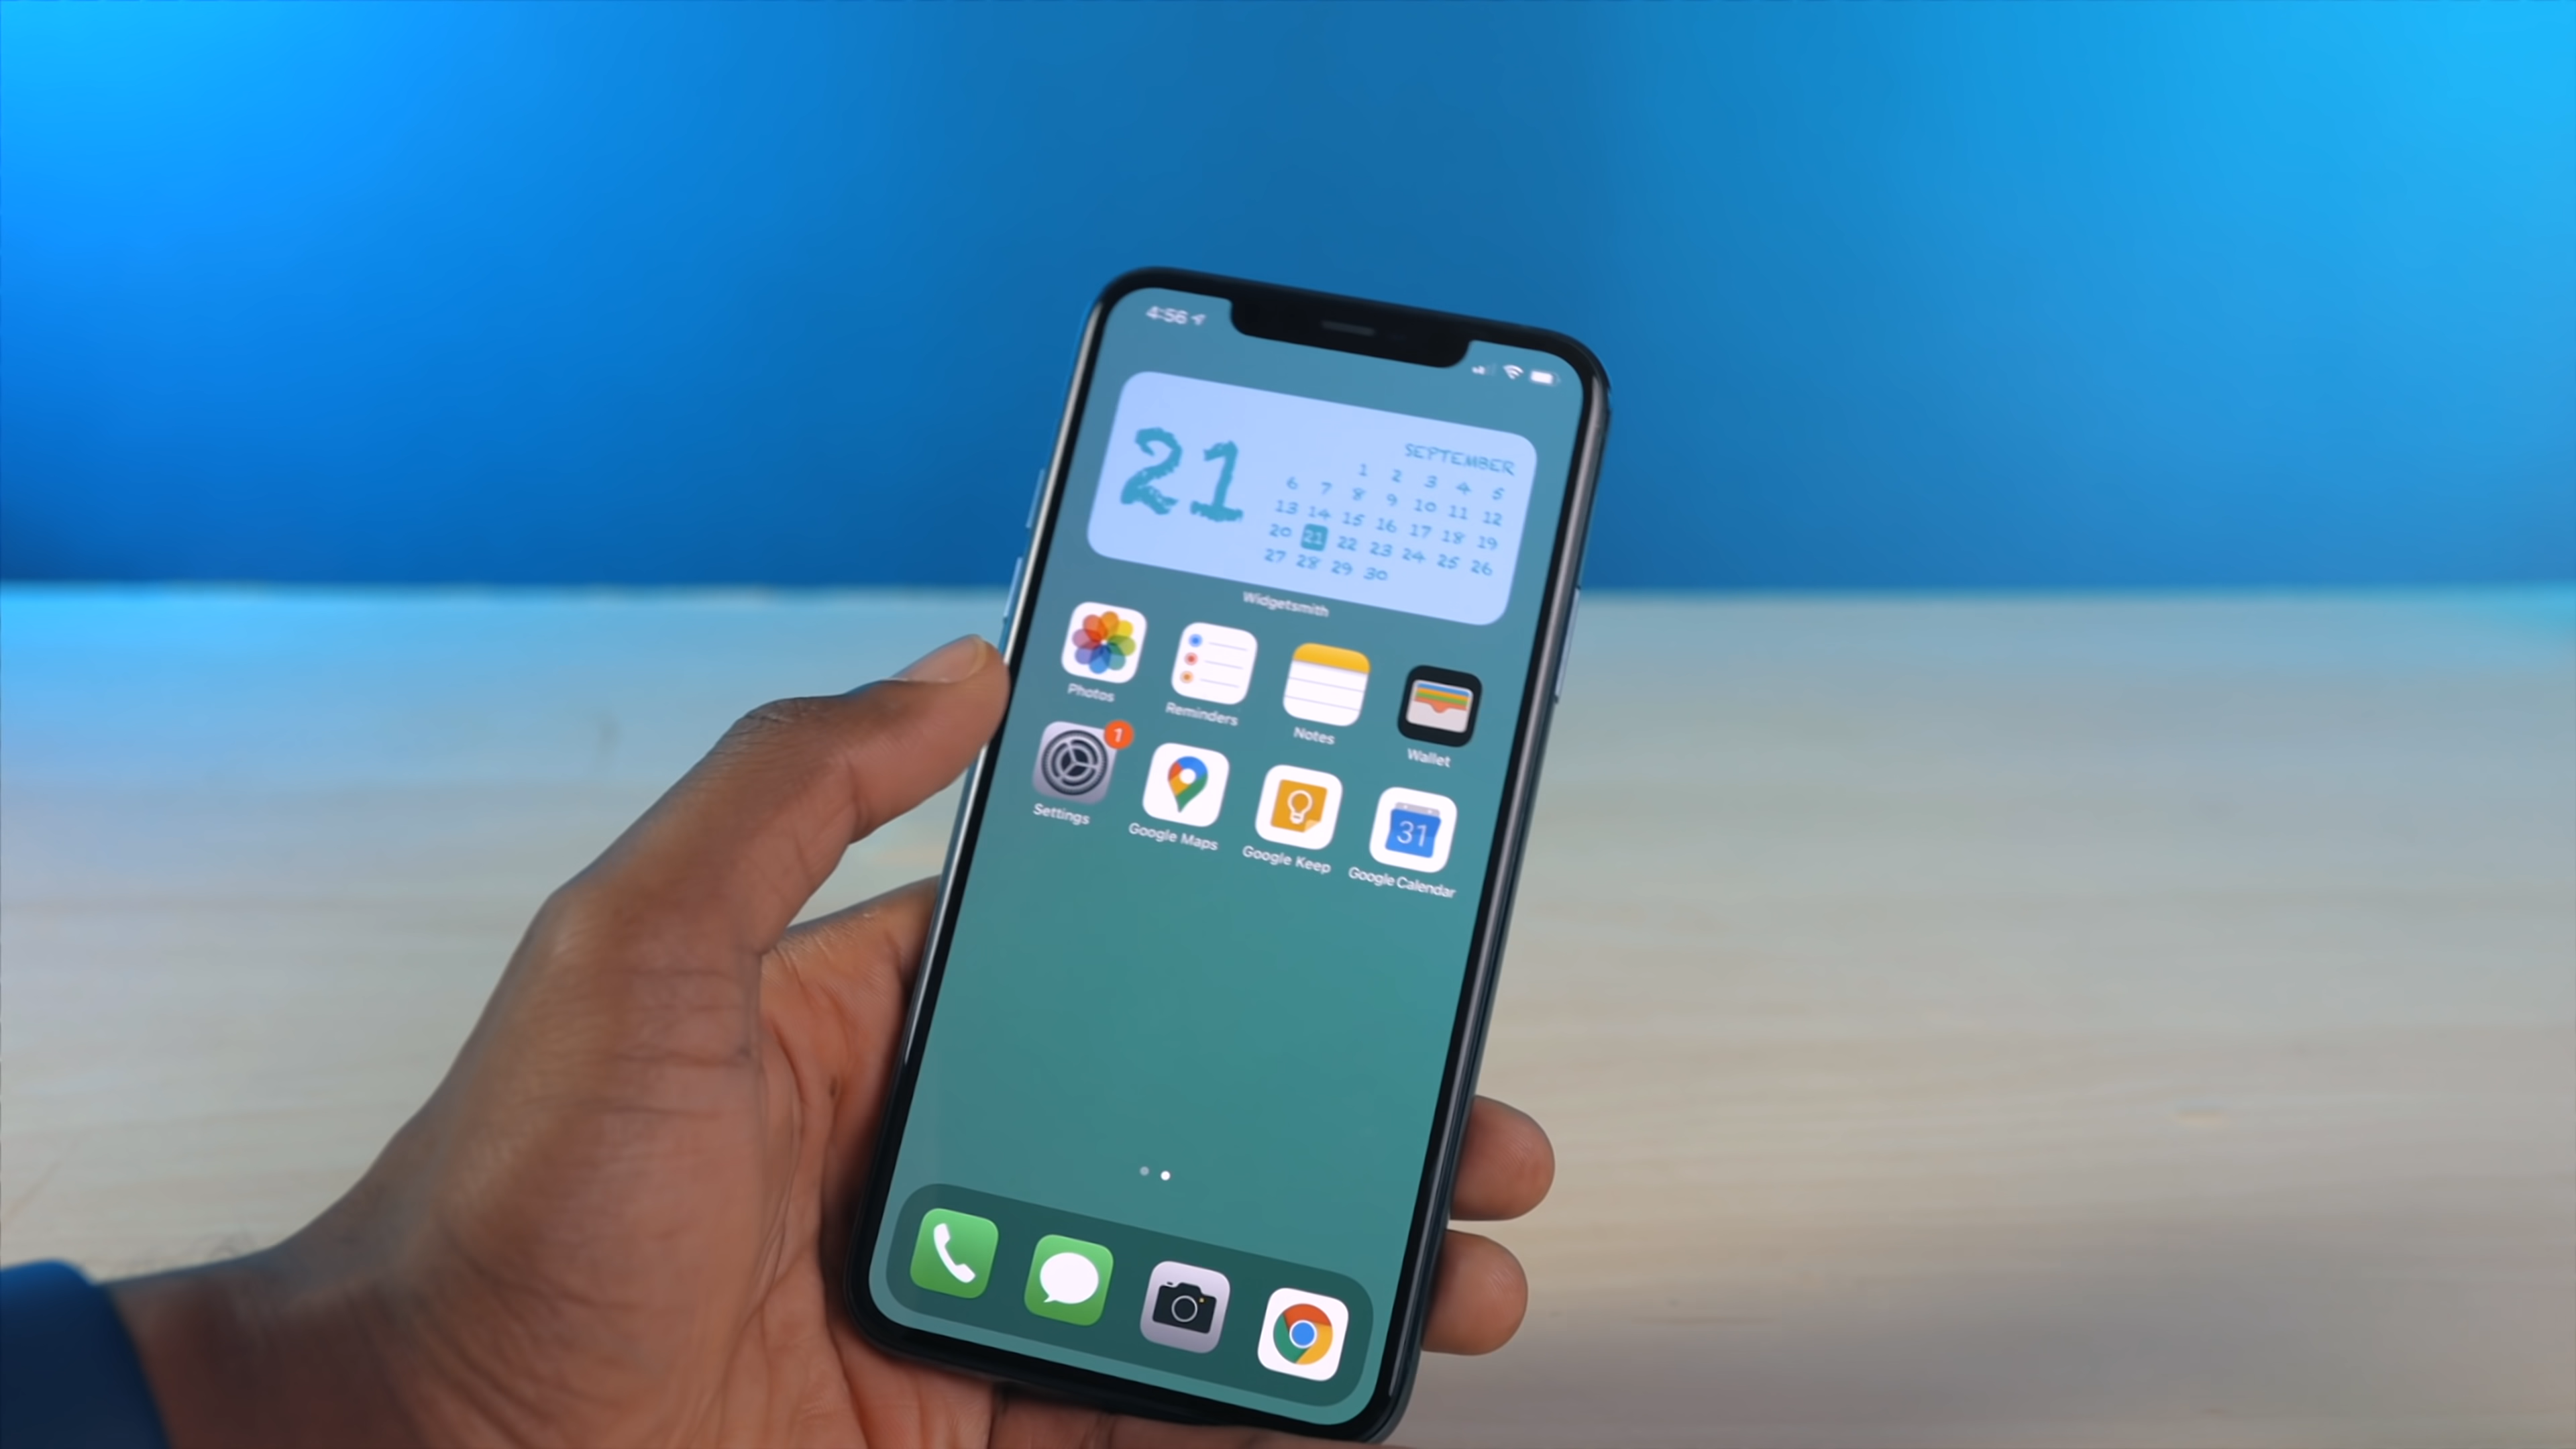 4:56
21
SEPTEMBER
1 2 3 4 5
6 7 8 9 10 11 12
13 14 15 16 17 18 19
20 21 22 23 24 25 26
27 28 29 30
Widgetsmith
Photos
Reminders
Notes
Wallet
1
31
Settings
Google Maps
Google Keep
Google Calendar